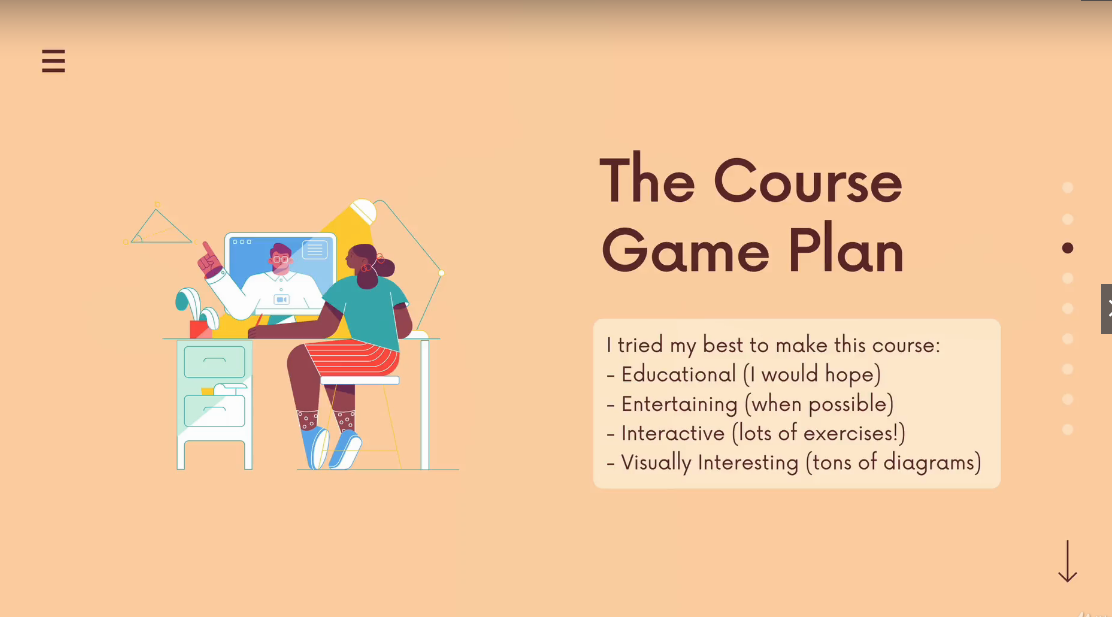 The Course
Game Plan
I tried my best to make this course:
- Educational (I would hope)
- Entertaining (when possible)
- Interactive (lots of exercises!)
- Visually Interesting (tons of diagrams)